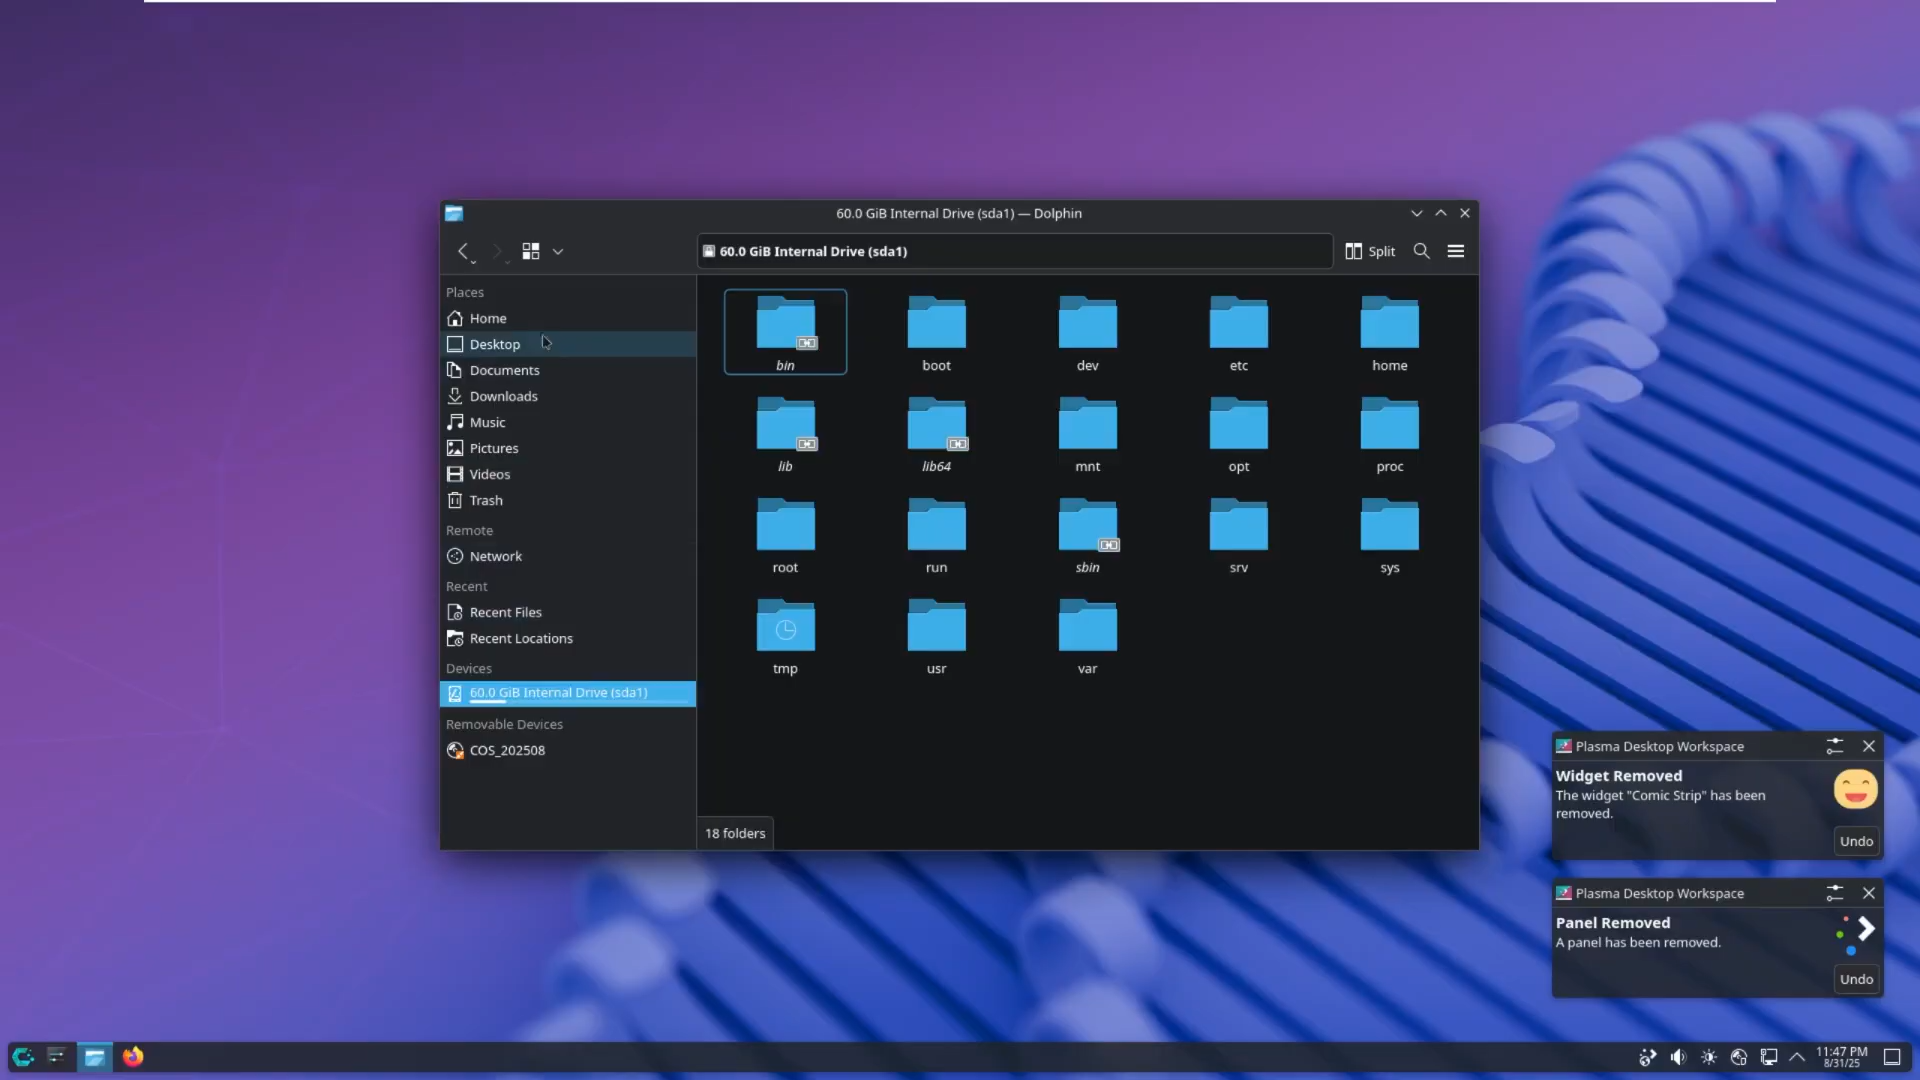 60.0 GiB Internal Drive (sda1) — Dolphin
60.0 GiB Internal Drive (sda1)
Split
Places
Home
Desktop
Documents
Downloads
Music
Pictures
Videos
Trash
Remote
Network
Recent
Recent Files
Recent Locations
Devices
60.0 GiB Internal Drive (sda1)
Removable Devices
COS_202508
bin boot dev etc home
lib lib64 mnt opt proc
root run sbin srv sys
tmp usr var
18 folders
Plasma Desktop Workspace
Widget Removed
The widget "Comic Strip" has been
removed.
Undo
Plasma Desktop Workspace
Panel Removed
A panel has been removed.
Undo
11:47 PM
8/31/25